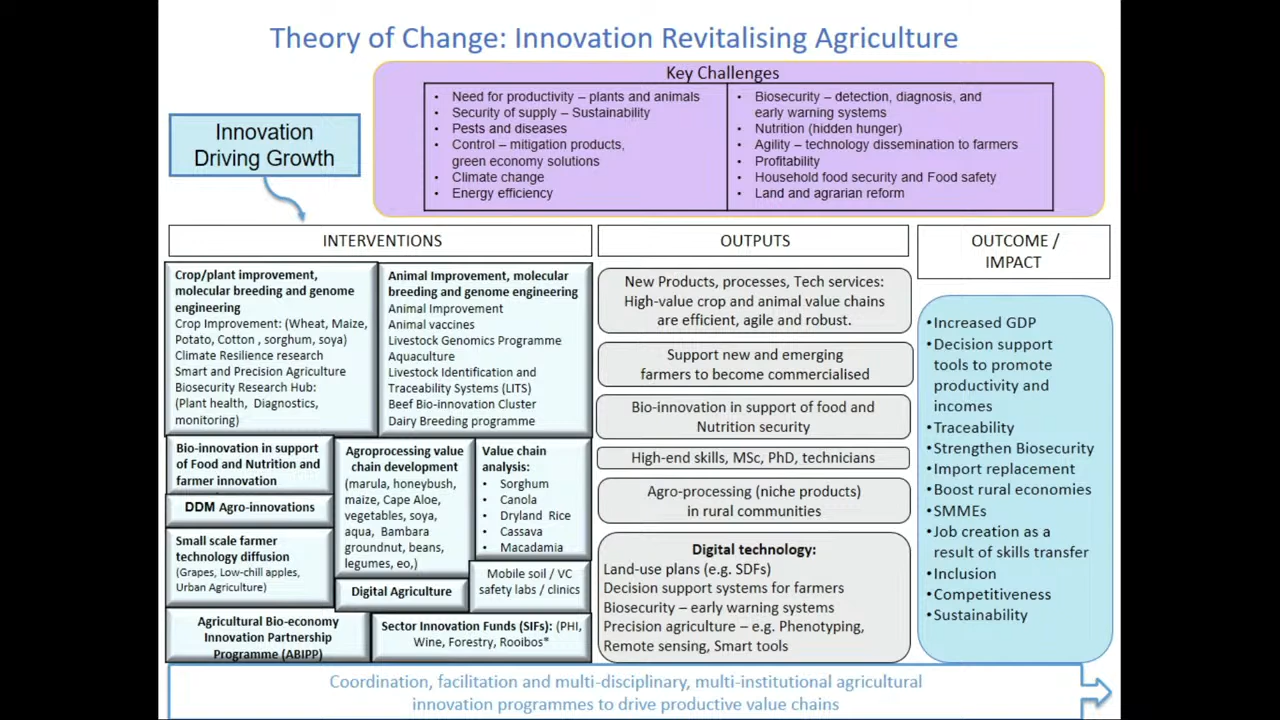 Theory of Change: Innovation Revitalising Agriculture
Key Challenges
• Need for productivity – plants and animals
• Security of supply – Sustainability
• Pests and diseases
• Control – mitigation products,
green economy solutions
• Climate change
• Energy efficiency
• Biosecurity – detection, diagnosis, and
early warning systems
• Nutrition (hidden hunger)
• Agility – technology dissemination to farmers
• Profitability
• Household food security and Food safety
• Land and agrarian reform
Innovation
Driving Growth
INTERVENTIONS
Crop/plant improvement,
molecular breeding and genome
engineering
Crop Improvement: (Wheat, Maize,
Potato, Cotton , sorghum, soya)
Climate Resilience research
Smart and Precision Agriculture
Biosecurity Research Hub:
(Plant health, Diagnostics,
monitoring)
Animal Improvement, molecular
breeding and genome engineering
Animal Improvement
Animal vaccines
Livestock Genomics Programme
Aquaculture
Livestock Identification and
Traceability Systems (LITS)
Beef Bio-innovation Cluster
Dairy Breeding programme
Bio-innovation in support
of Food and Nutrition and
farmer innovation
DDM Agro-innovations
Small scale farmer
technology diffusion
(Grapes, Low-chill apples,
Urban Agriculture)
Agroprocessing value
chain development
(marula, honeybush,
maize, Cape Aloe,
vegetables, soya,
aqua, Bambara
groundnut, beans,
legumes, eo,)
Value chain
analysis:
• Sorghum
• Canola
• Dryland Rice
• Cassava
• Macadamia
Digital Agriculture
Mobile soil / VC
safety labs / clinics
Agricultural Bio-economy
Innovation Partnership
Programme (ABIPP)
Sector Innovation Funds (SIFs): (PHI,
Wine, Forestry, Rooibos*
OUTPUTS
New Products, processes, Tech services:
High-value crop and animal value chains
are efficient, agile and robust.
Support new and emerging
farmers to become commercialised
Bio-innovation in support of food and
Nutrition security
High-end skills, MSc, PhD, technicians
Agro-processing (niche products)
in rural communities
Digital technology:
Land-use plans (e.g. SDFs)
Decision support systems for farmers
Biosecurity – early warning systems
Precision agriculture – e.g. Phenotyping,
Remote sensing, Smart tools
OUTCOME /
IMPACT
• Increased GDP
• Decision support
tools to promote
productivity and
incomes
• Traceability
• Strengthen Biosecurity
• Import replacement
• Boost rural economies
• SMMEs
• Job creation as a
result of skills transfer
• Inclusion
• Competitiveness
• Sustainability
Coordination, facilitation and multi-disciplinary, multi-institutional agricultural
innovation programmes to drive productive value chains